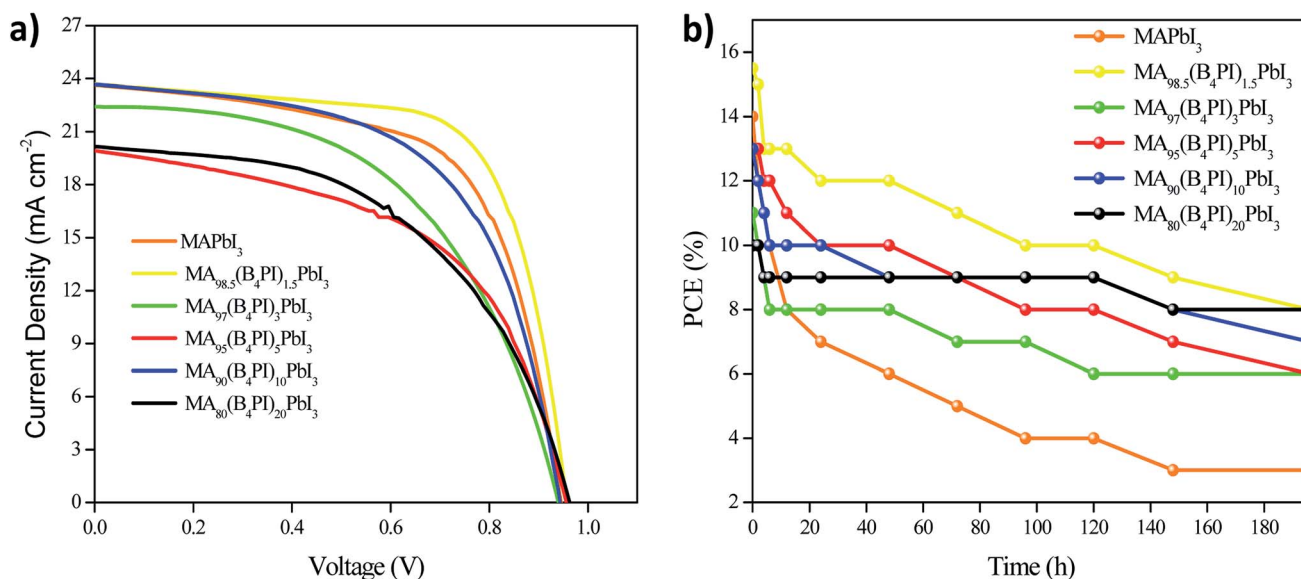 a)
27
24
21
18
15
12
9
6
3
0
Current Density (mA cm⁻²)
MAPbI₃
MA₉₈.₅(B₄PI)₁.₅PbI₃
MA₉₇(B₄PI)₃PbI₃
MA₉₅(B₄PI)₅PbI₃
MA₉₀(B₄PI)₁₀PbI₃
MA₈₀(B₄PI)₂₀PbI₃
0.0 0.2 0.4 0.6 0.8 1.0
Voltage (V)
b)
16
14
12
10
8
6
4
2
PCE (%)
MAPbI₃
MA₉₈.₅(B₄PI)₁.₅PbI₃
MA₉₇(B₄PI)₃PbI₃
MA₉₅(B₄PI)₅PbI₃
MA₉₀(B₄PI)₁₀PbI₃
MA₈₀(B₄PI)₂₀PbI₃
0 20 40 60 80 100 120 140 160 180
Time (h)